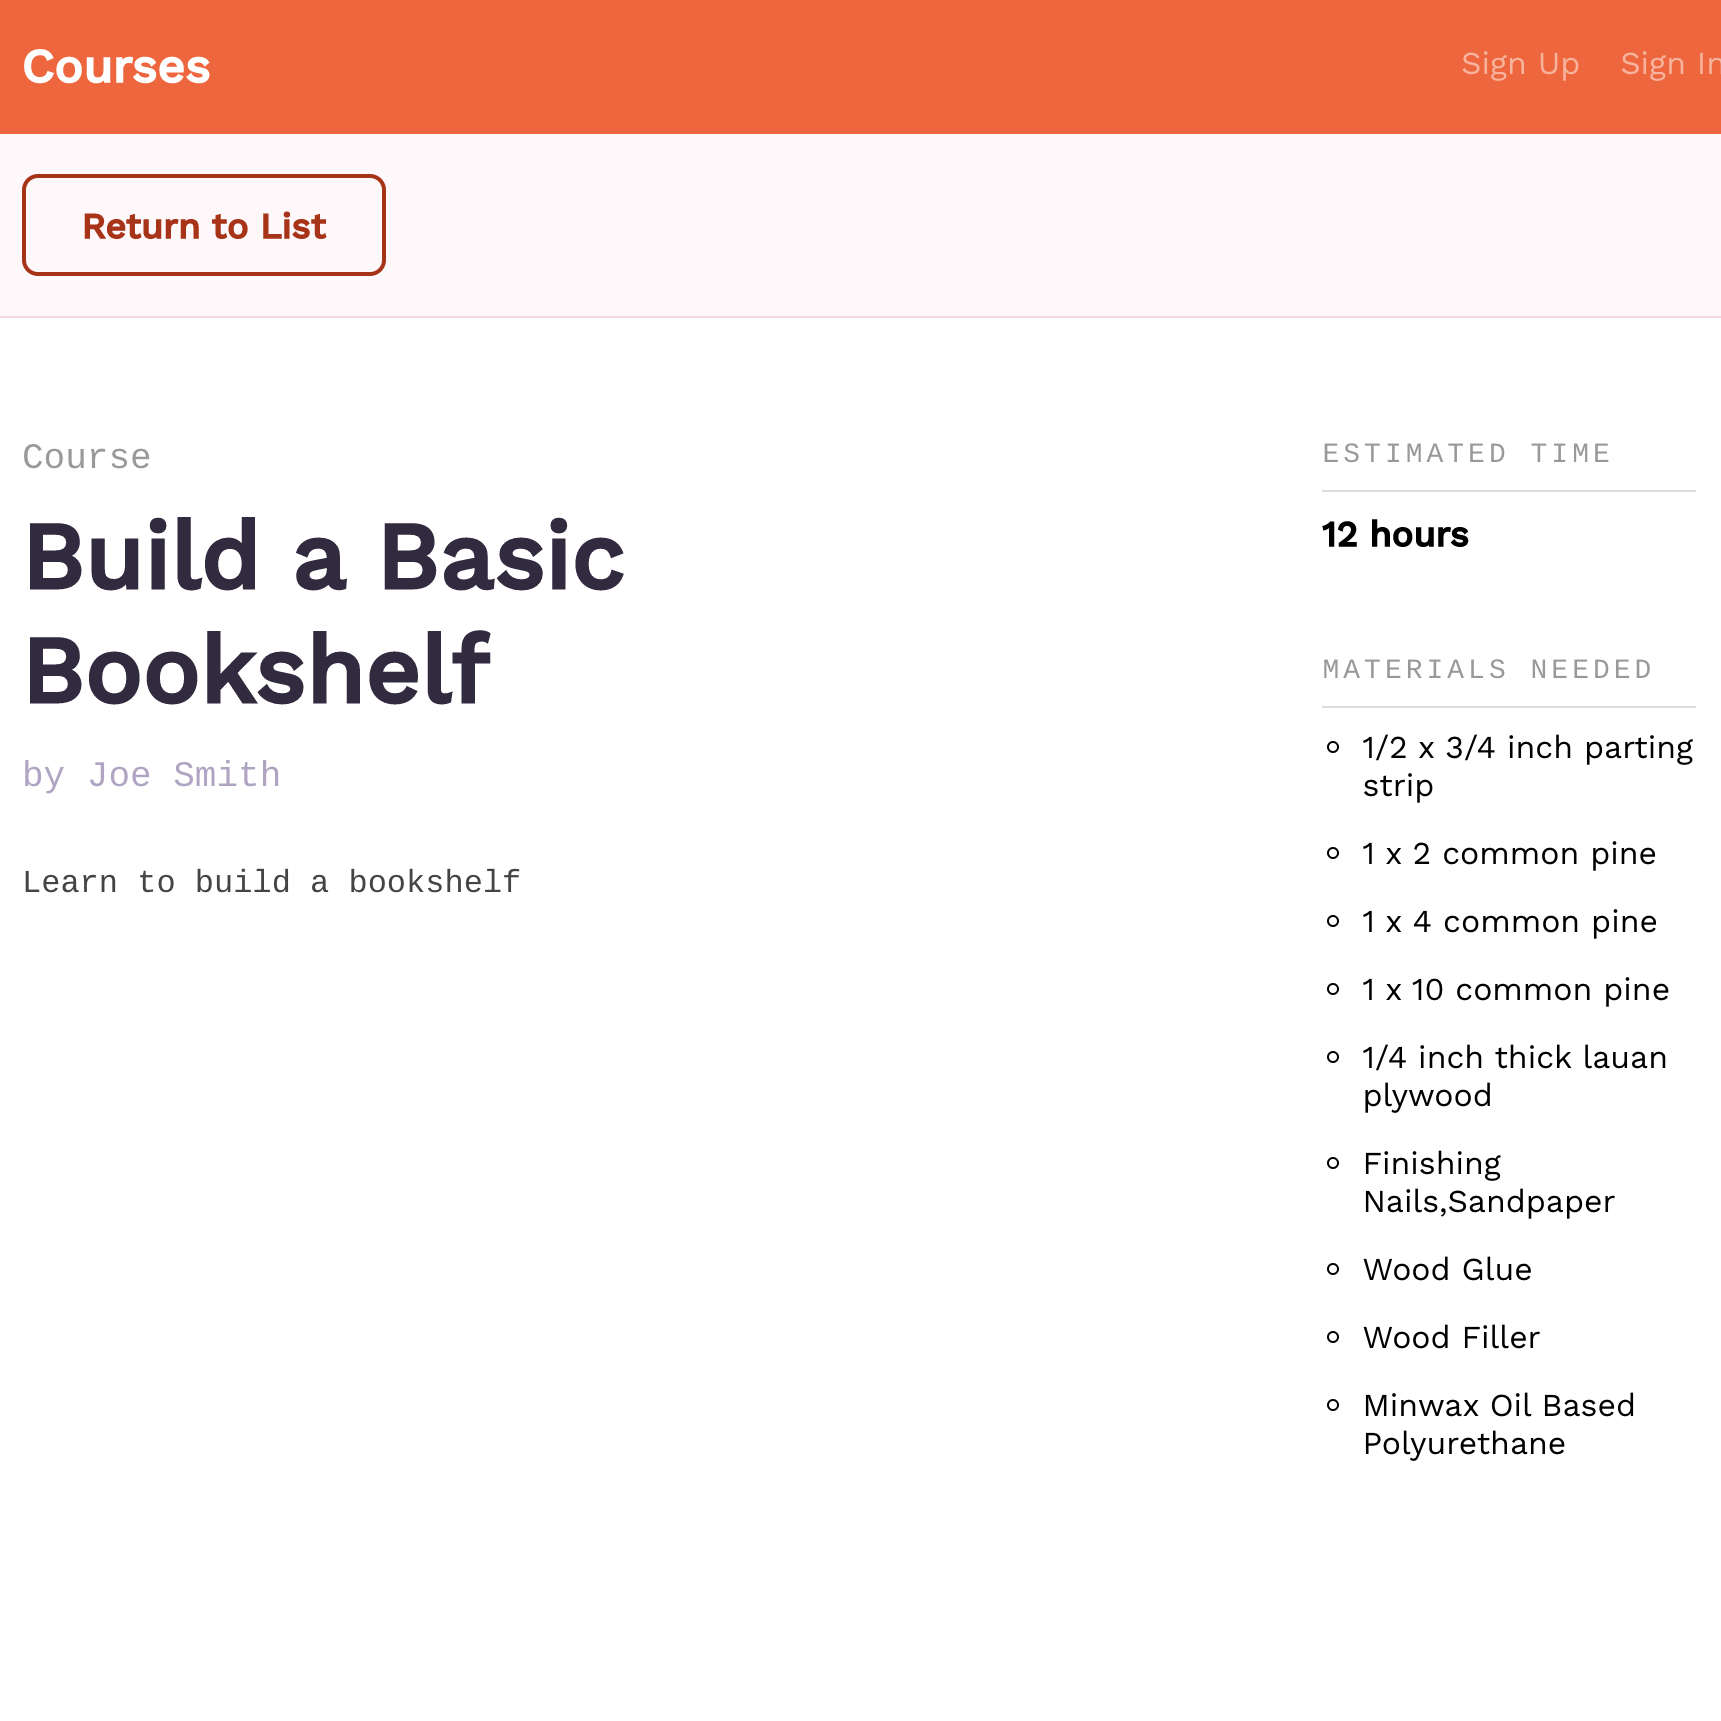 Courses
Sign Up
Sign In
Return to List
Course
Build a Basic
Bookshelf
by Joe Smith
Learn to build a bookshelf
ESTIMATED TIME
12 hours
MATERIALS NEEDED
1/2 x 3/4 inch parting
strip
1 x 2 common pine
1 x 4 common pine
1 x 10 common pine
1/4 inch thick lauan
plywood
Finishing
Nails,Sandpaper
Wood Glue
Wood Filler
Minwax Oil Based
Polyurethane